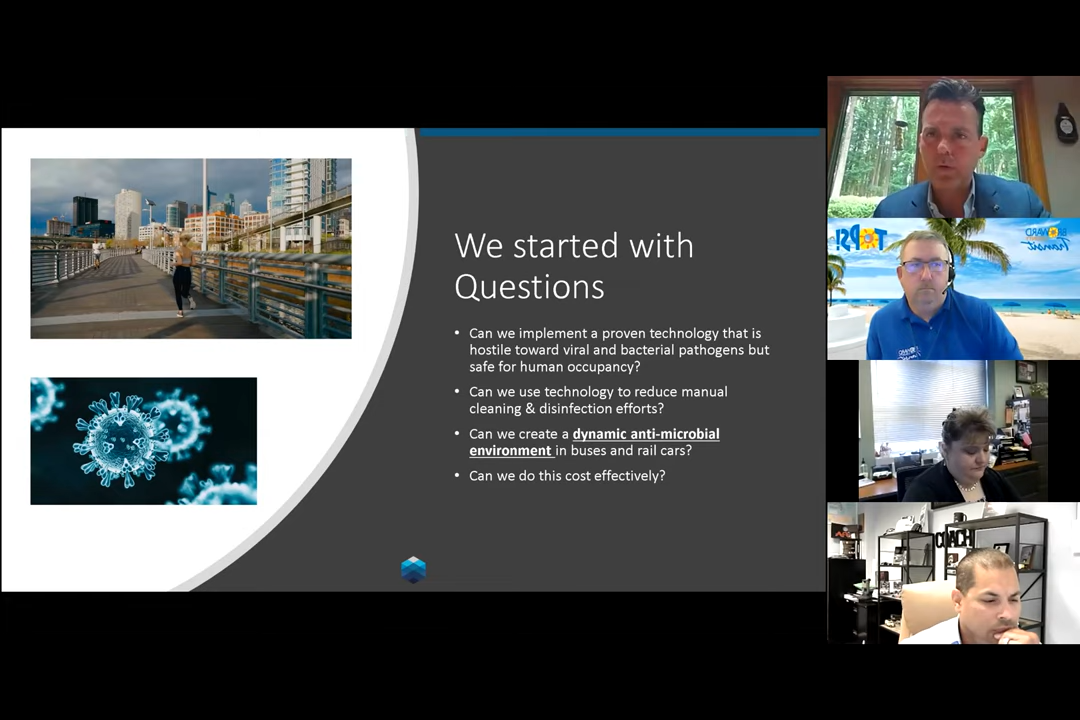 We started with
Questions
• Can we implement a proven technology that is
hostile toward viral and bacterial pathogens but
safe for human occupancy?
• Can we use technology to reduce manual
cleaning & disinfection efforts?
• Can we create a dynamic anti-microbial
environment in buses and rail cars?
• Can we do this cost effectively?
TOPS!
BROWARD
Transit
COACH